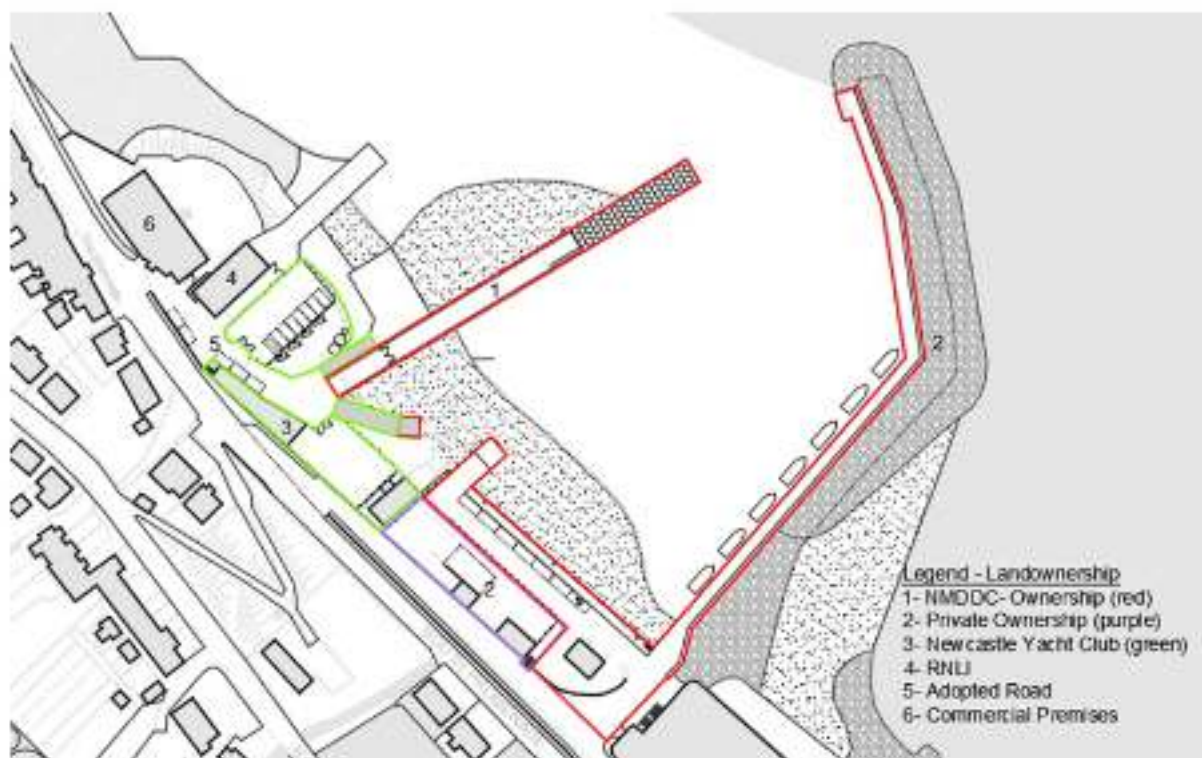 6
4
5
3
1
2
2
Legend - Landownership
1- NMDDC- Ownership (red)
2- Private Ownership (purple)
3- Newcastle Yacht Club (green)
4- RNLI
5- Adopted Road
6- Commercial Premises